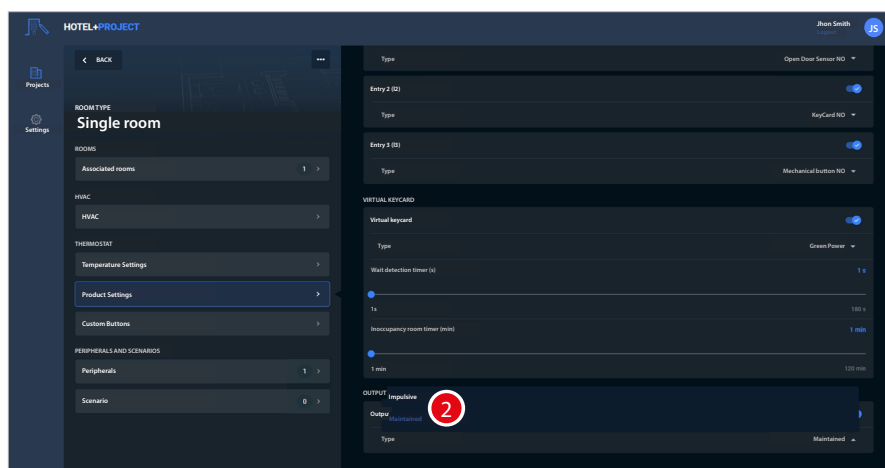 HOTEL+PROJECT
Jhon Smith
Logout
JS
Projects
Settings
BACK
ROOM TYPE
Single room
ROOMS
Associated rooms 1
HVAC
HVAC
THERMOSTAT
Temperature Settings
Product Settings
Custom Buttons
PERIPHERALS AND SCENARIOS
Peripherals 1
Scenario 0
Type Open Door Sensor NO
Entry 2 (I2)
Type KeyCard NO
Entry 3 (I3)
Type Mechanical button NO
VIRTUAL KEYCARD
Virtual keycard
Type Green Power
Wait detection timer (s) 1 s
1s 180 s
Inoccupancy room timer (min) 1 min
1 min 120 min
OUTPUT
Impulsive
Outpu
Maintained
2
Type Maintained